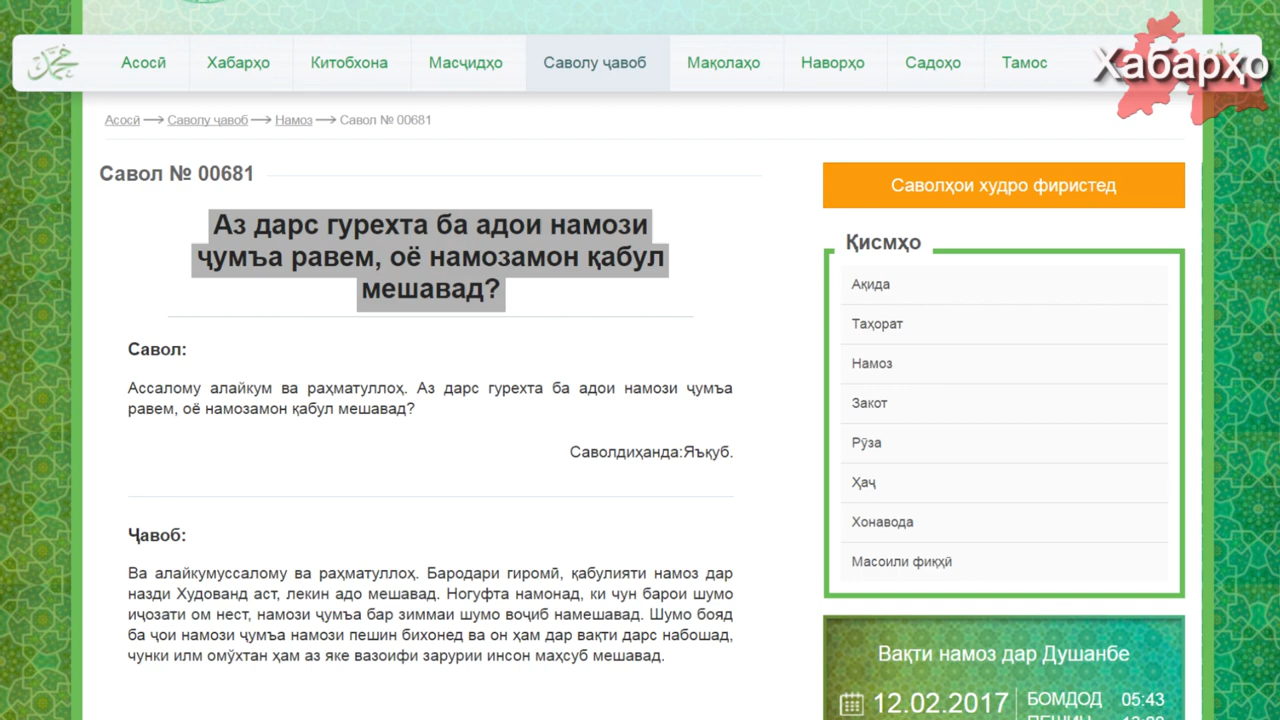 Асосӣ Хабарҳо Китобхона Масҷидҳо Саволу ҷавоб Мақолаҳо Наворҳо Садоҳо Тамос
Хабарҳо
Асосӣ → Саволу ҷавоб → Намоз → Савол № 00681
Савол № 00681
Аз дарс гурехта ба адои намози
ҷумъа равем, оё намозамон қабул
мешавад?
Савол:
Ассалому алайкум ва раҳматуллоҳ. Аз дарс гурехта ба адои намози ҷумъа
равем, оё намозамон қабул мешавад?
Саволдиҳанда:Яъқуб.
Ҷавоб:
Ва алайкумуссалому ва раҳматуллоҳ. Бародари гиромӣ, қабулияти намоз дар
назди Худованд аст, лекин адо мешавад. Ногуфта намонад, ки чун барои шумо
иҷозати ом нест, намози ҷумъа бар зиммаи шумо воҷиб намешавад. Шумо бояд
ба ҷои намози ҷумъа намози пешин бихонед ва он ҳам дар вақти дарс набошад,
чунки илм омӯхтан ҳам аз яке вазоифи зарурии инсон маҳсуб мешавад.
Саволҳои худро фиристед
Қисмҳо
Ақида
Таҳорат
Намоз
Закот
Рӯза
Ҳаҷ
Хонавода
Масоили фиқҳӣ
Вақти намоз дар Душанбе
12.02.2017 БОМДОД 05:43
ПЕШИН